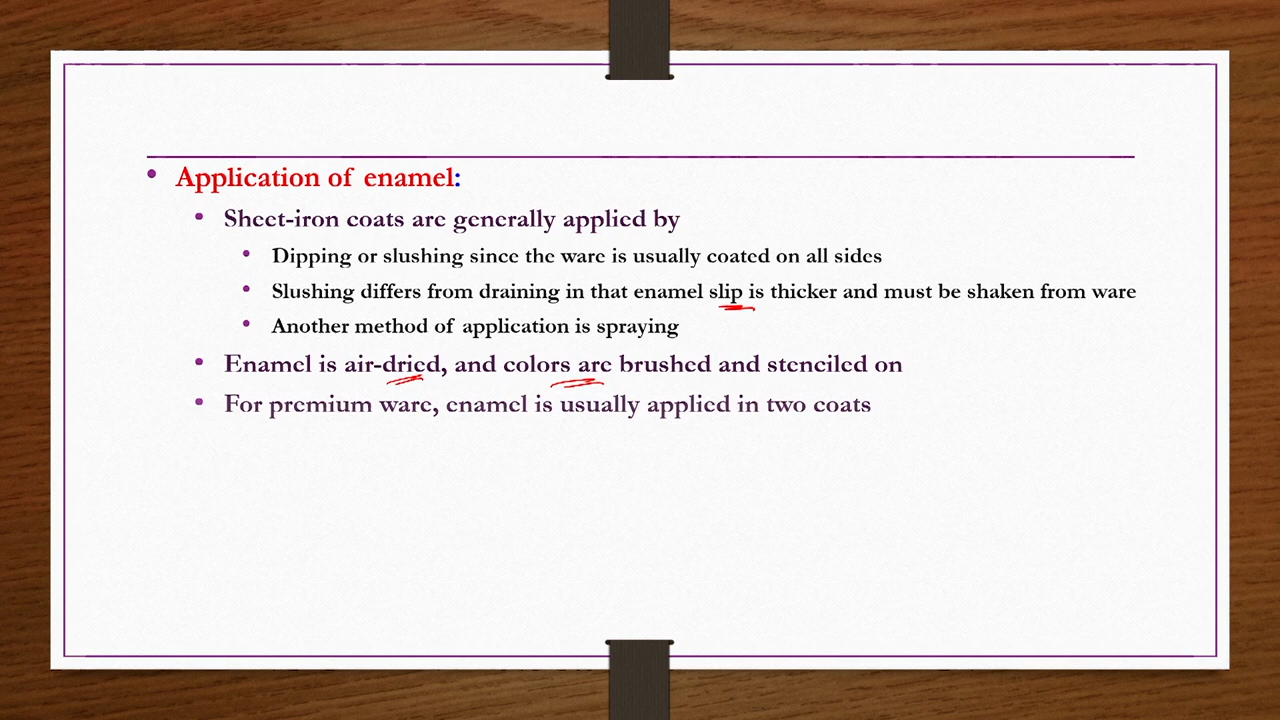 • Application of enamel:
• Sheet-iron coats are generally applied by
• Dipping or slushing since the ware is usually coated on all sides
• Slushing differs from draining in that enamel slip is thicker and must be shaken from ware
• Another method of application is spraying
• Enamel is air-dried, and colors are brushed and stenciled on
• For premium ware, enamel is usually applied in two coats